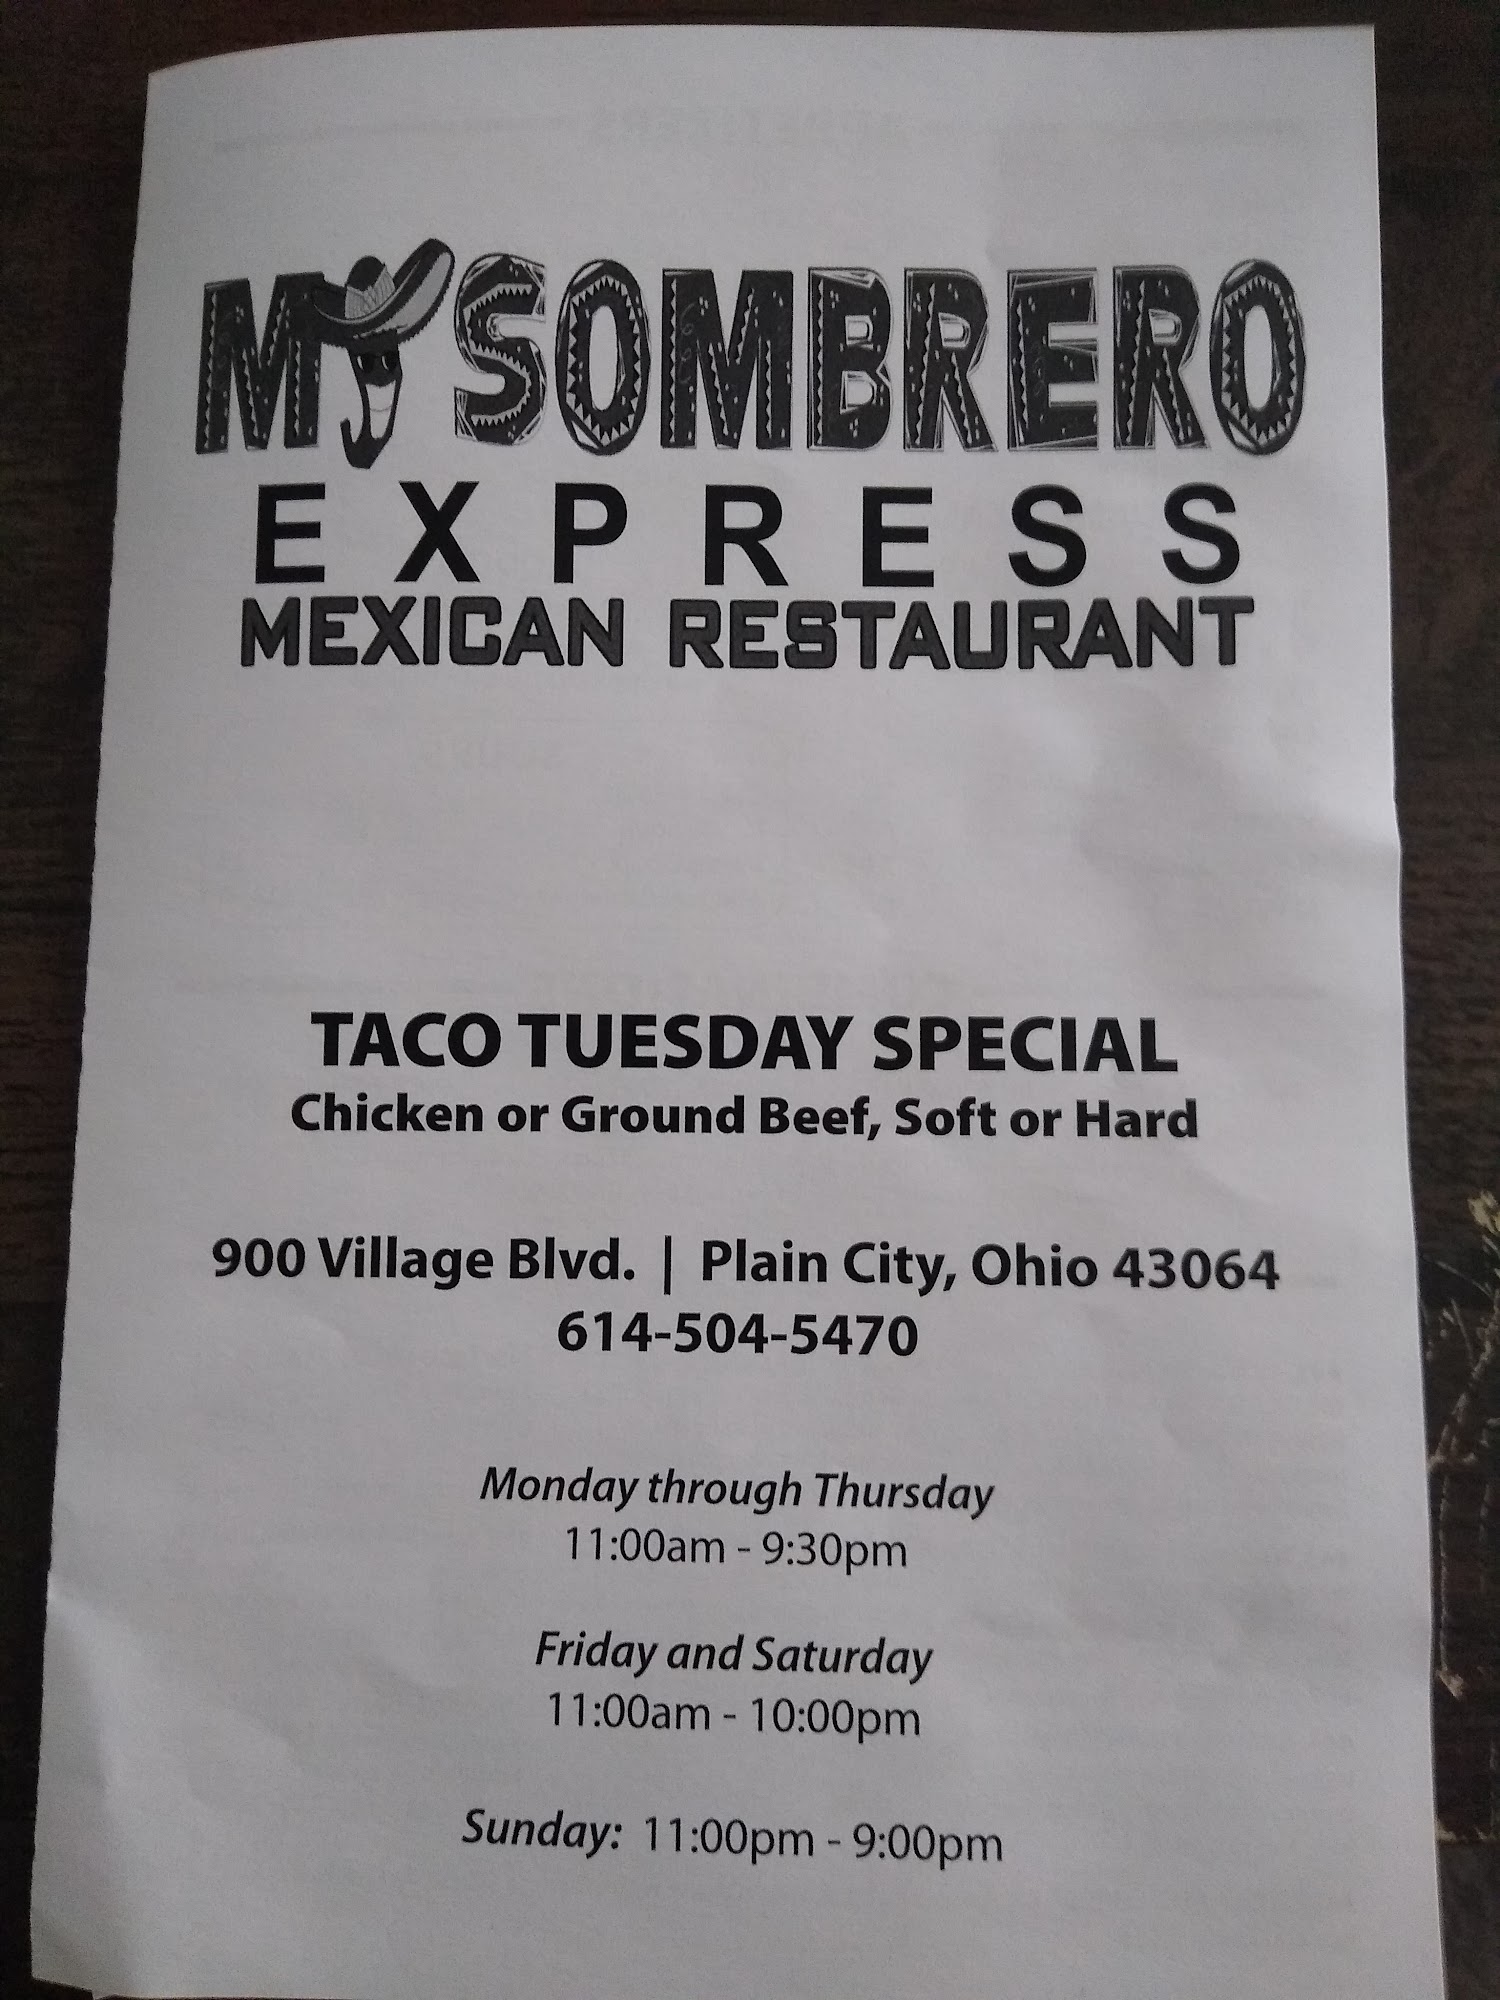 MY SOMBRERO
EXPRESS
MEXICAN RESTAURANT
TACO TUESDAY SPECIAL
Chicken or Ground Beef, Soft or Hard
900 Village Blvd. | Plain City, Ohio 43064
614-504-5470
Monday through Thursday
11:00am - 9:30pm
Friday and Saturday
11:00am - 10:00pm
Sunday: 11:00pm - 9:00pm